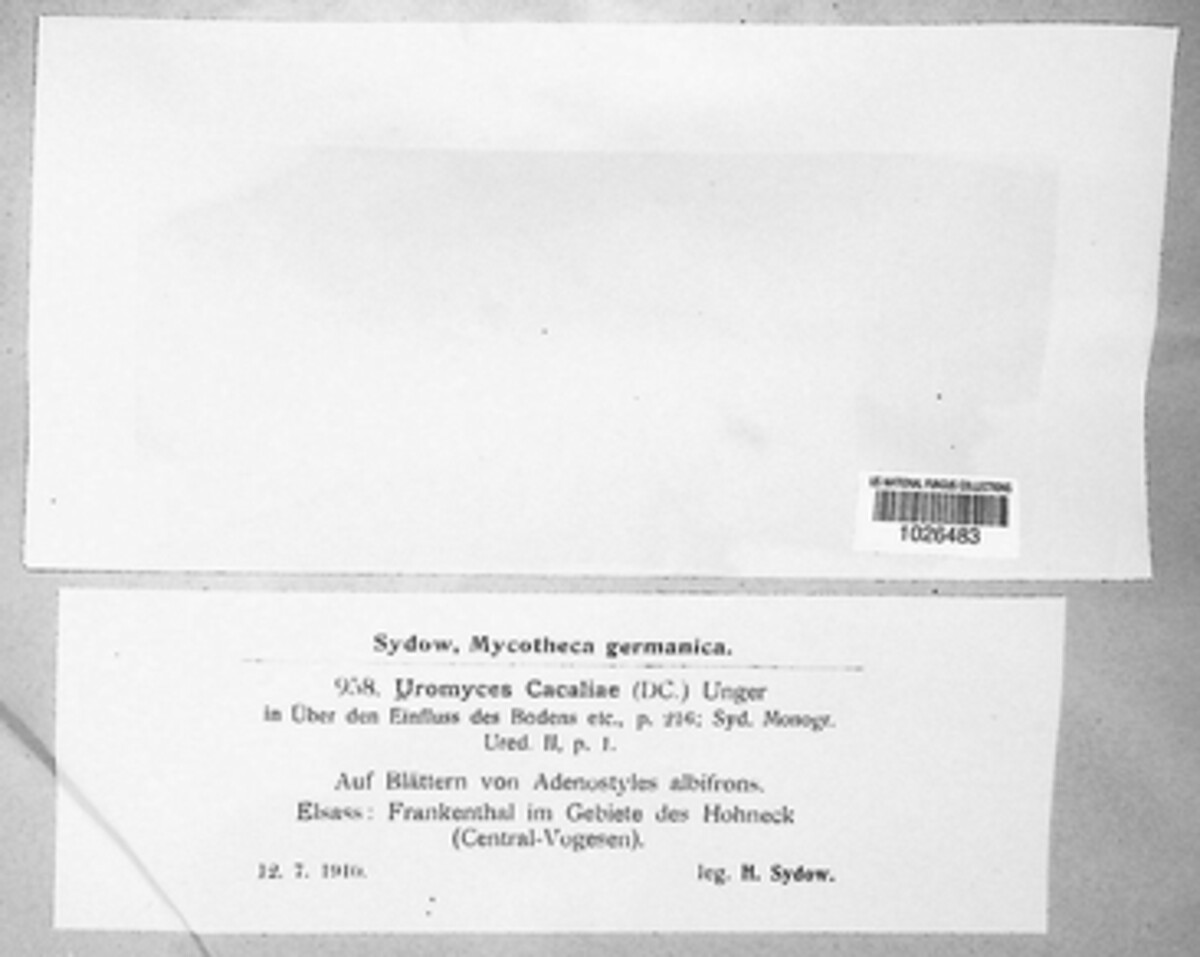 US NATIONAL FUNGUS COLLECTIONS
1026483
Sydow, Mycotheca germanica.
958. Uromyces Cacaliae (DC.) Unger
in Über den Einfluss des Bodens etc., p. 216; Syd. Monogr.
Ured. II, p. 1.
Auf Blättern von Adenostyles albifrons.
Elsass: Frankenthal im Gebiete des Hohneck
(Central-Vogesen).
12. 7. 1910. leg. H. Sydow.